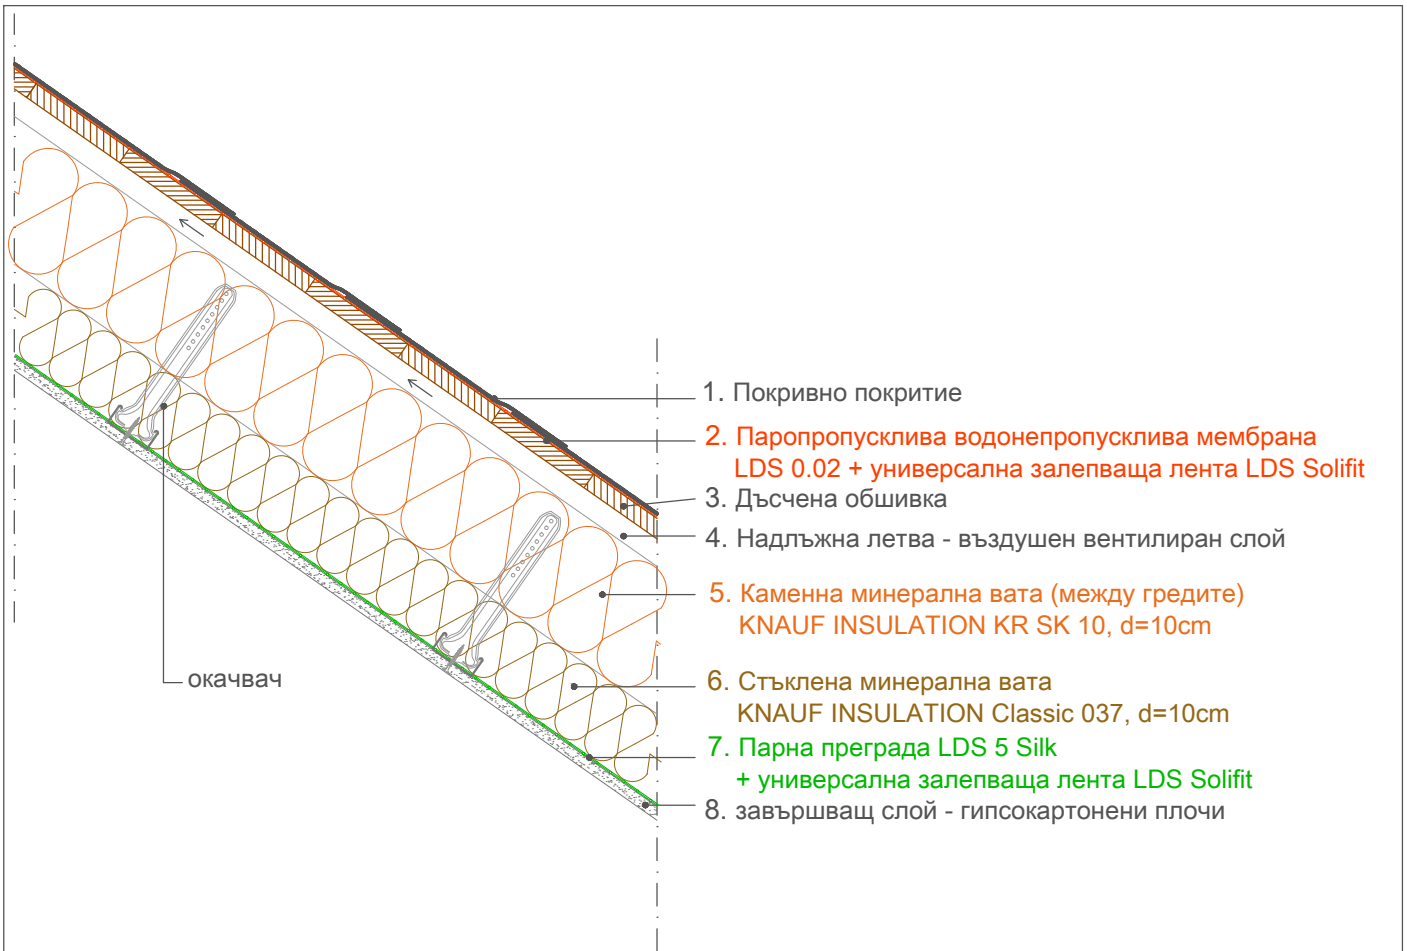 1. Покривно покритие
2. Паропропусклива водонепропусклива мембрана
LDS 0.02 + универсална залепваща лента LDS Solifit
3. Дъсчена обшивка
4. Надлъжна летва - въздушен вентилиран слой
5. Каменна минерална вата (между гредите)
KNAUF INSULATION KR SK 10, d=10cm
окачвач
6. Стъклена минерална вата
KNAUF INSULATION Classic 037, d=10cm
7. Парна преграда LDS 5 Silk
+ универсална залепваща лента LDS Solifit
8. завършващ слой - гипсокартонени плочи